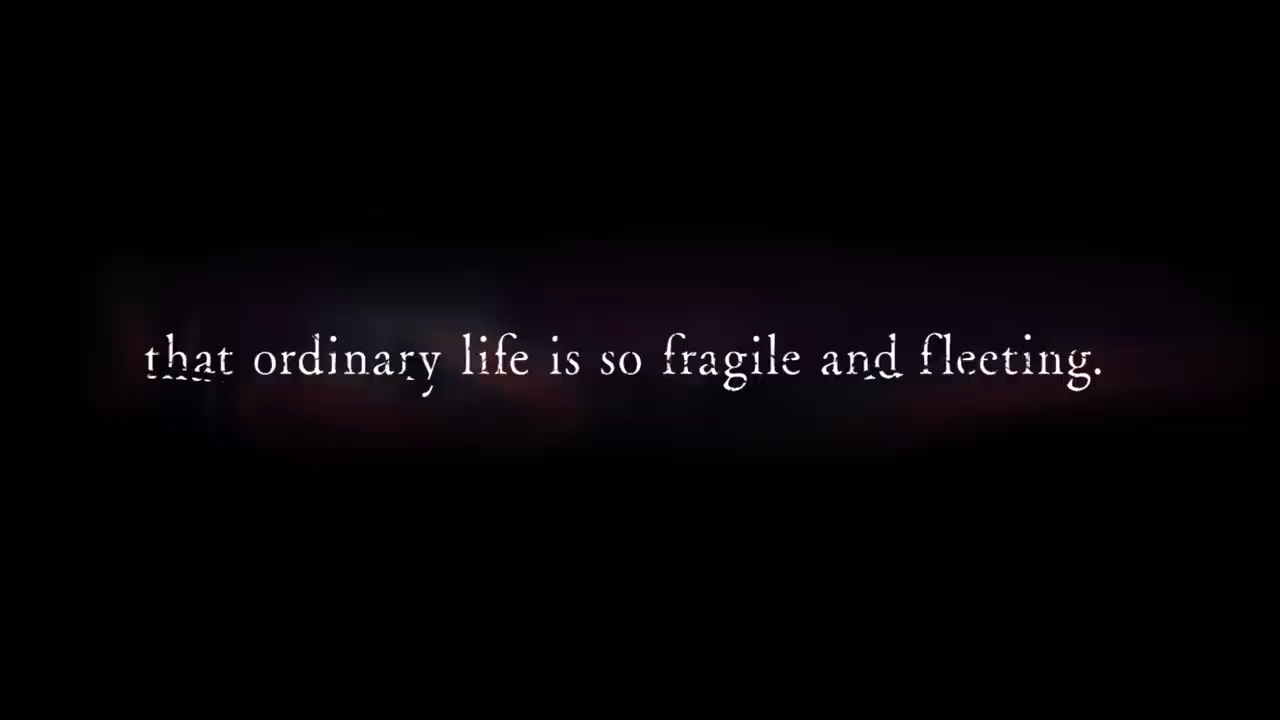 that ordinary life is so fragile and fleeting.